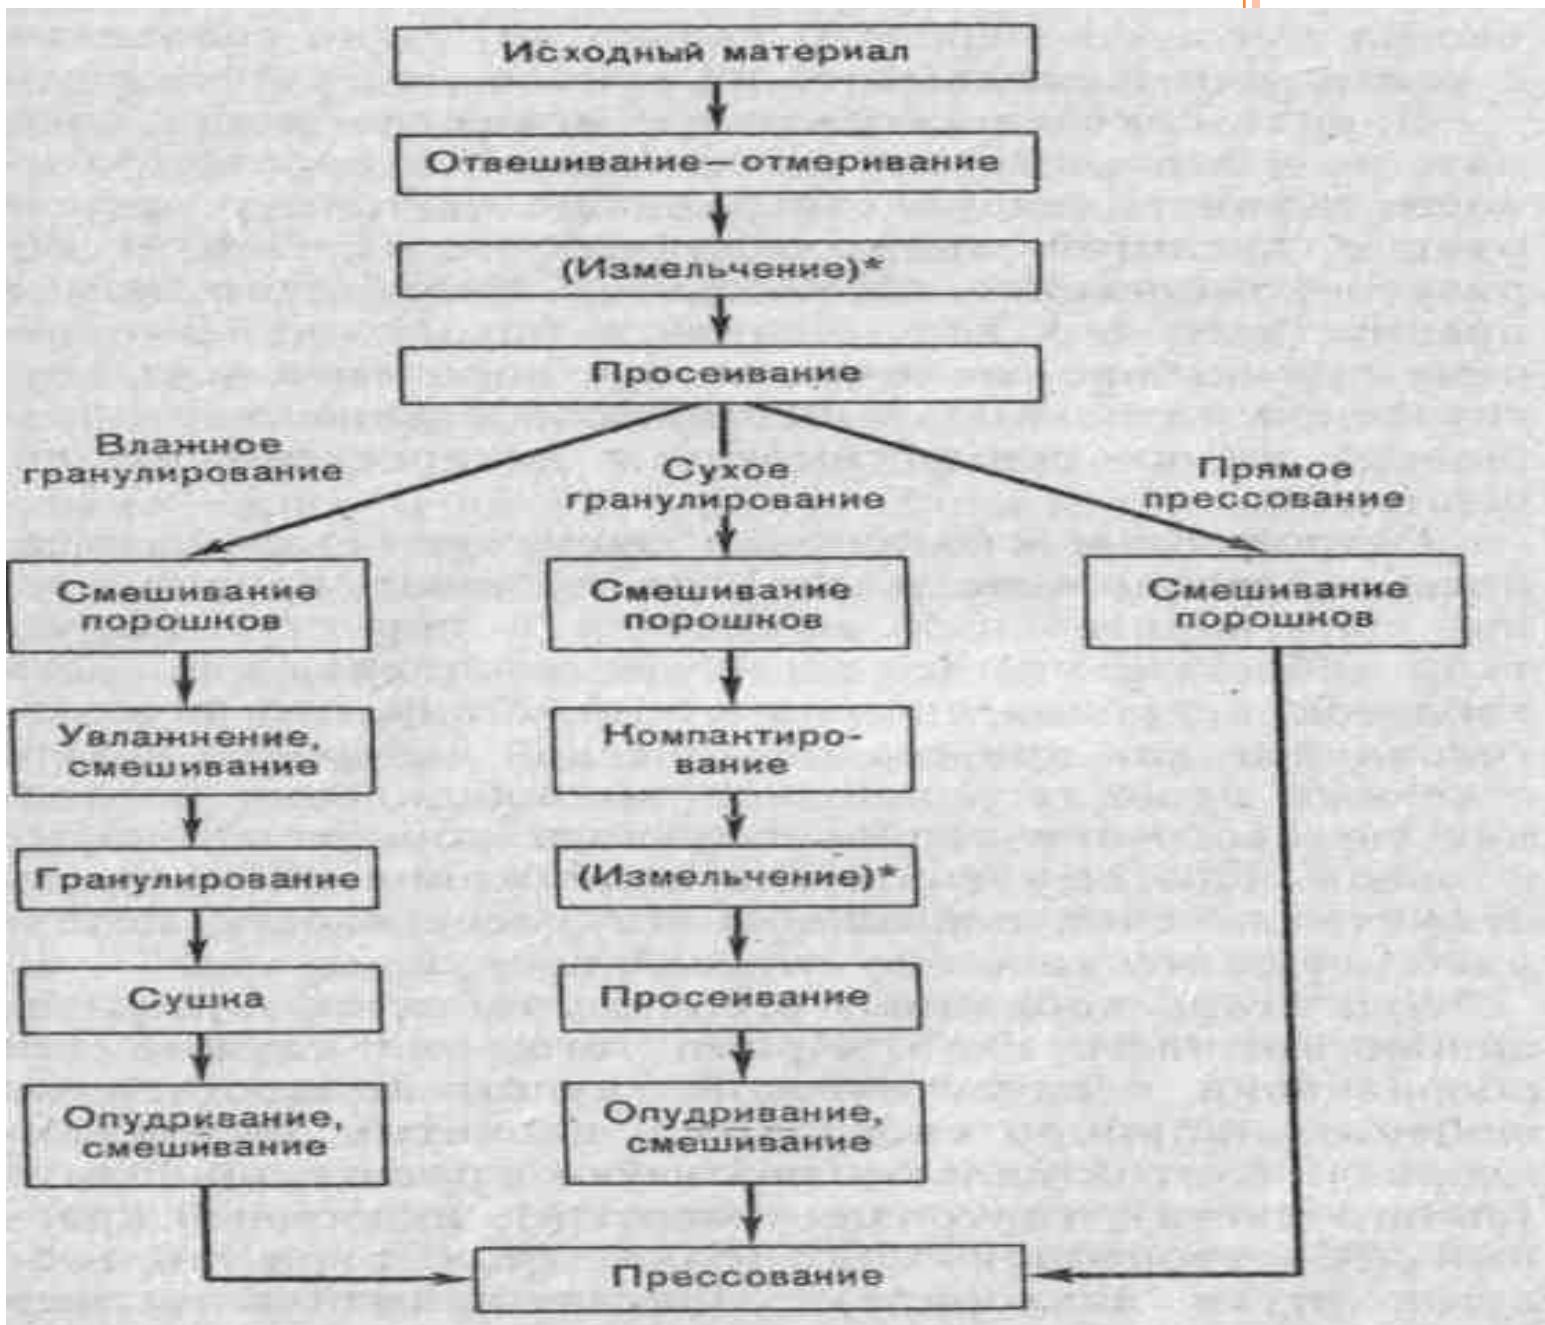 Исходный материал
Отвешивание—отмеривание
(Измельчение)*
Просеивание
Влажное
гранулирование
Сухое
гранулирование
Прямое
прессование
Смешивание
порошков
Смешивание
порошков
Смешивание
порошков
Увлажнение,
смешивание
Компактиро-
вание
Гранулирование
(Измельчение)*
Сушка
Просеивание
Опудривание,
смешивание
Опудривание,
смешивание
Прессование